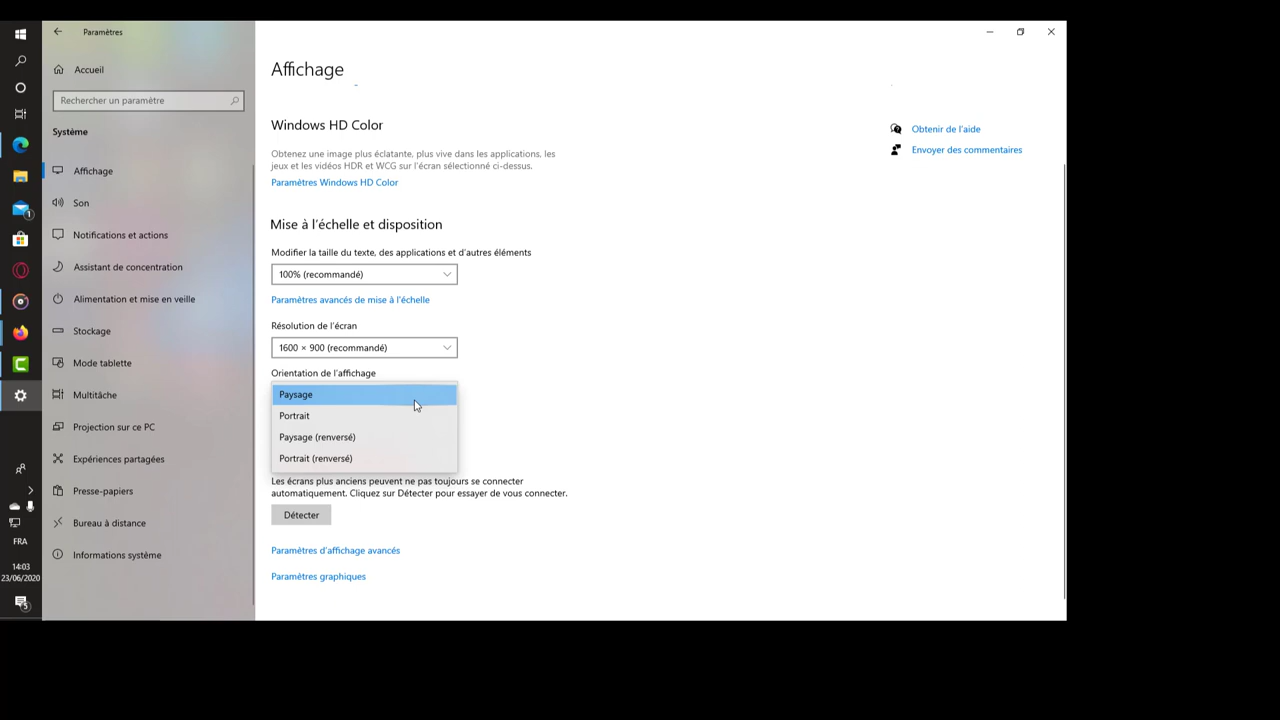 Paramètres
Accueil
Rechercher un paramètre
Système
Affichage
Son
Notifications et actions
Assistant de concentration
Alimentation et mise en veille
Stockage
Mode tablette
Multitâche
Projection sur ce PC
Expériences partagées
Presse-papiers
Bureau à distance
Informations système
Affichage
Windows HD Color
Obtenez une image plus éclatante, plus vive dans les applications, les
jeux et les vidéos HDR et WCG sur l'écran sélectionné ci-dessus.
Paramètres Windows HD Color
Mise à l'échelle et disposition
Modifier la taille du texte, des applications et d'autres éléments
100% (recommandé)
Paramètres avancés de mise à l'échelle
Résolution de l'écran
1600 × 900 (recommandé)
Orientation de l'affichage
Paysage
Portrait
Paysage (renversé)
Portrait (renversé)
Les écrans plus anciens peuvent ne pas toujours se connecter
automatiquement. Cliquez sur Détecter pour essayer de vous connecter.
Détecter
Paramètres d'affichage avancés
Paramètres graphiques
Obtenir de l'aide
Envoyer des commentaires
1
FRA
14:03
23/06/2020
5